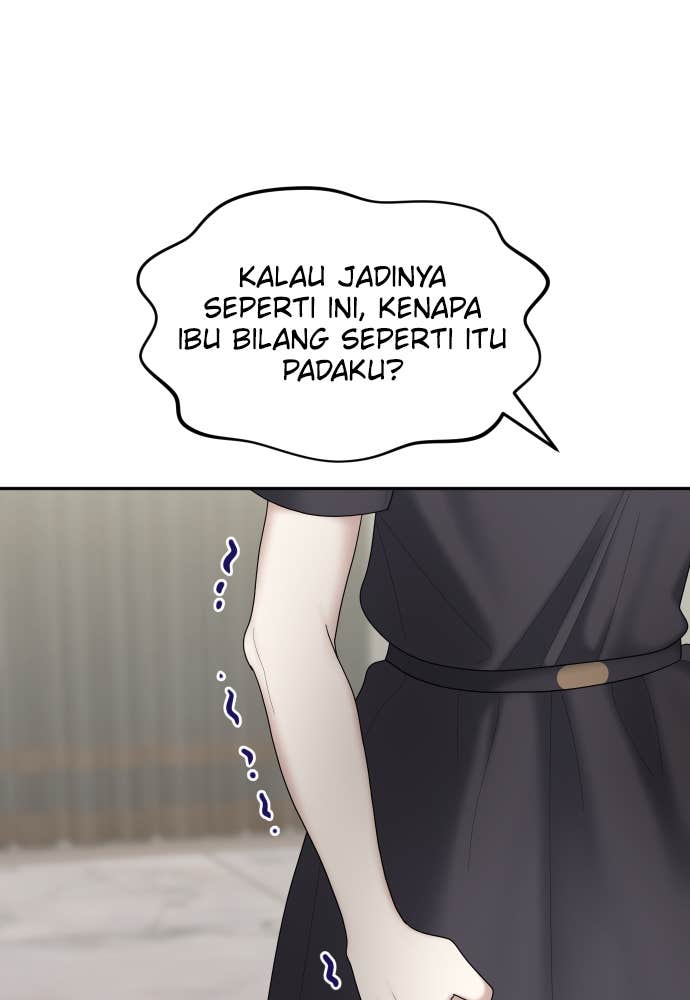 KALAU JADINYA
SEPERTI INI, KENAPA
IBU BILANG SEPERTI ITU
PADAKU?